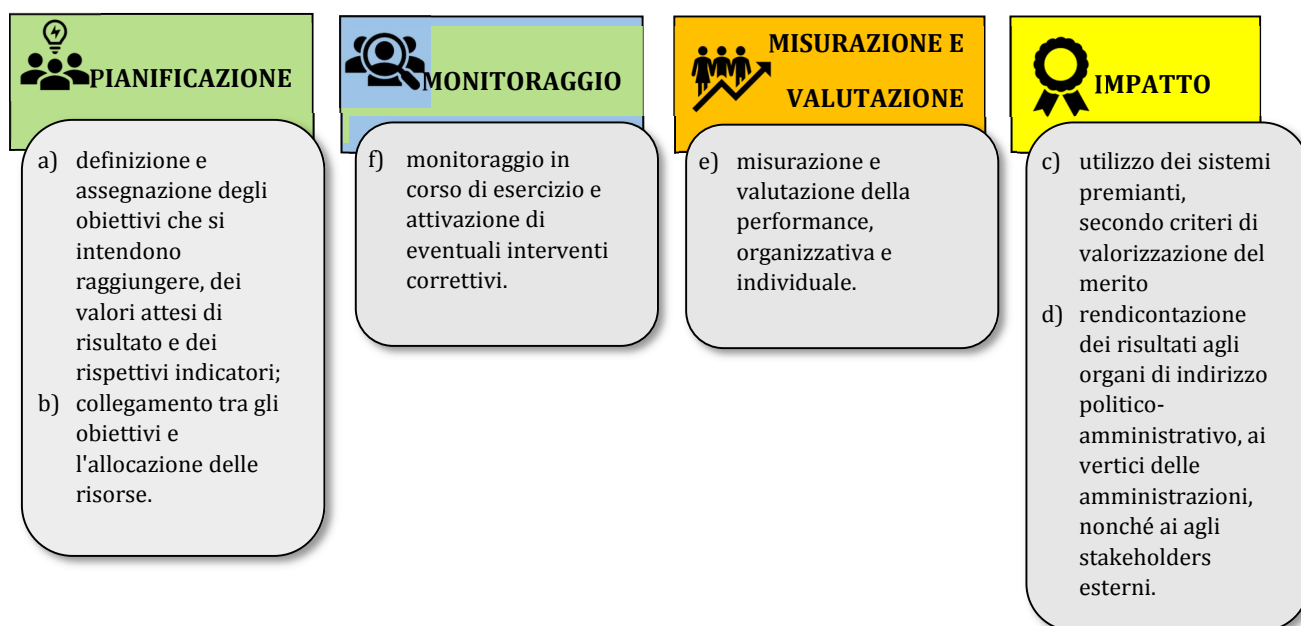 PIANIFICAZIONE
a) definizione e
assegnazione degli
obiettivi che si
intendono
raggiungere, dei
valori attesi di
risultato e dei
rispettivi indicatori;
b) collegamento tra gli
obiettivi e
l'allocazione delle
risorse.
MONITORAGGIO
f) monitoraggio in
corso di esercizio e
attivazione di
eventuali interventi
correttivi.
MISURAZIONE E
VALUTAZIONE
e) misurazione e
valutazione della
performance,
organizzativa e
individuale.
IMPATTO
c) utilizzo dei sistemi
premianti,
secondo criteri di
valorizzazione del
merito
d) rendicontazione
dei risultati agli
organi di indirizzo
politico-
amministrativo, ai
vertici delle
amministrazioni,
nonché ai agli
stakeholders
esterni.